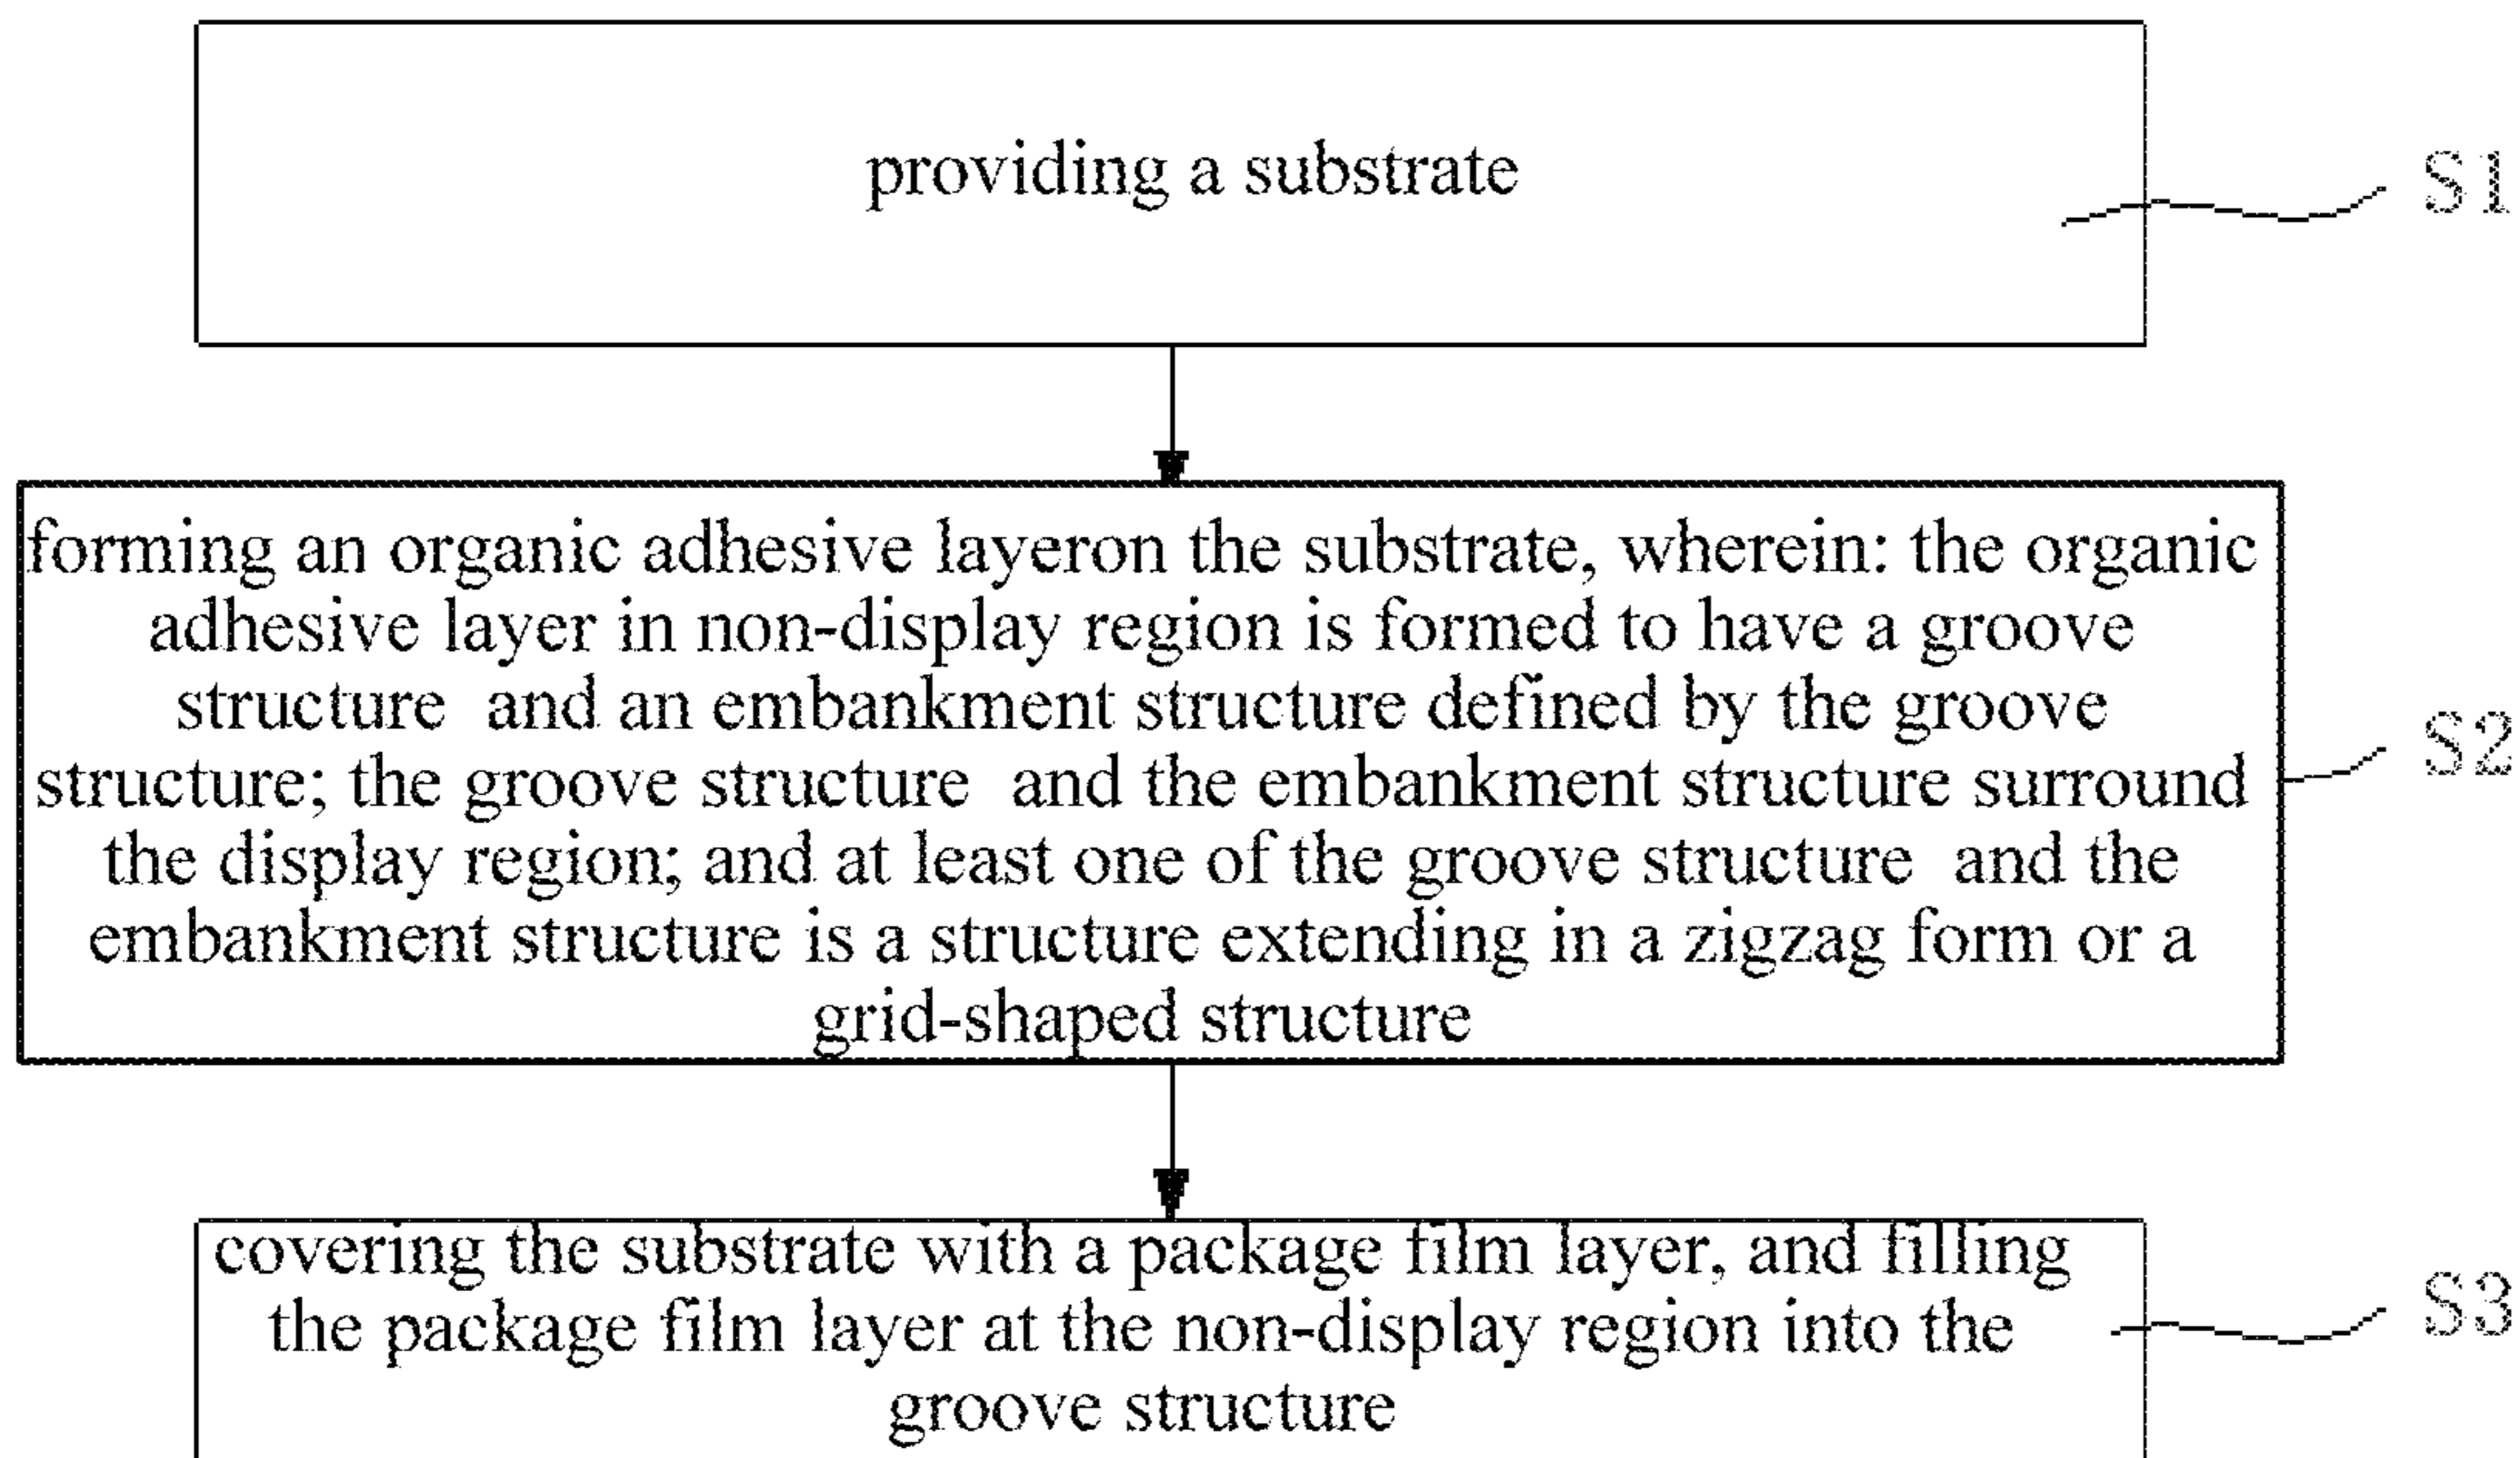 providing a substrate
S1
forming an organic adhesive layeron the substrate, wherein: the organic
adhesive layer in non-display region is formed to have a groove
structure and an embankment structure defined by the groove
structure; the groove structure and the embankment structure surround
the display region; and at least one of the groove structure and the
embankment structure is a structure extending in a zigzag form or a
grid-shaped structure
S2
covering the substrate with a package film layer, and filling
the package film layer at the non-display region into the
groove structure
S3